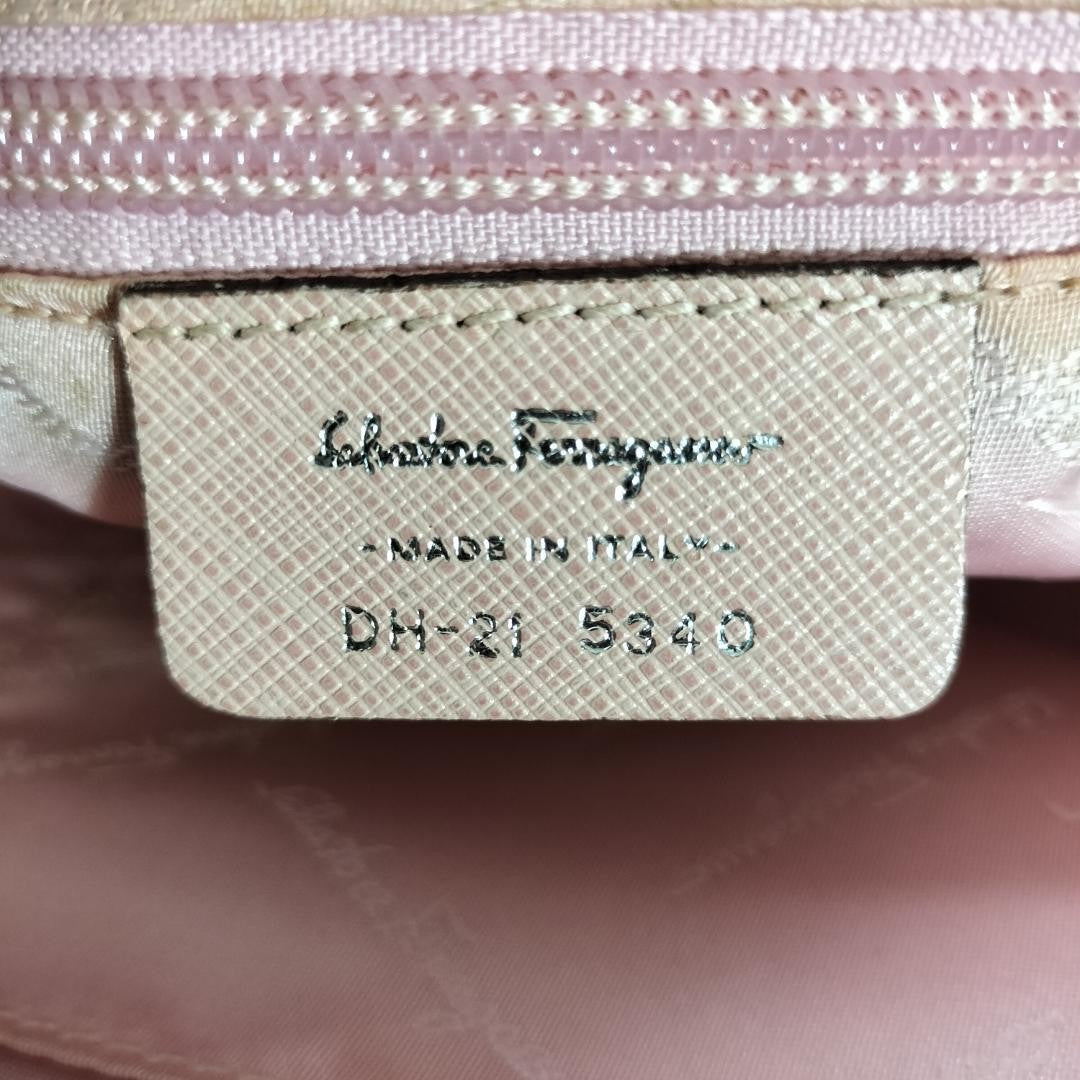 Salvatore Ferragamo
-MADE IN ITALY-
DH-21 5340